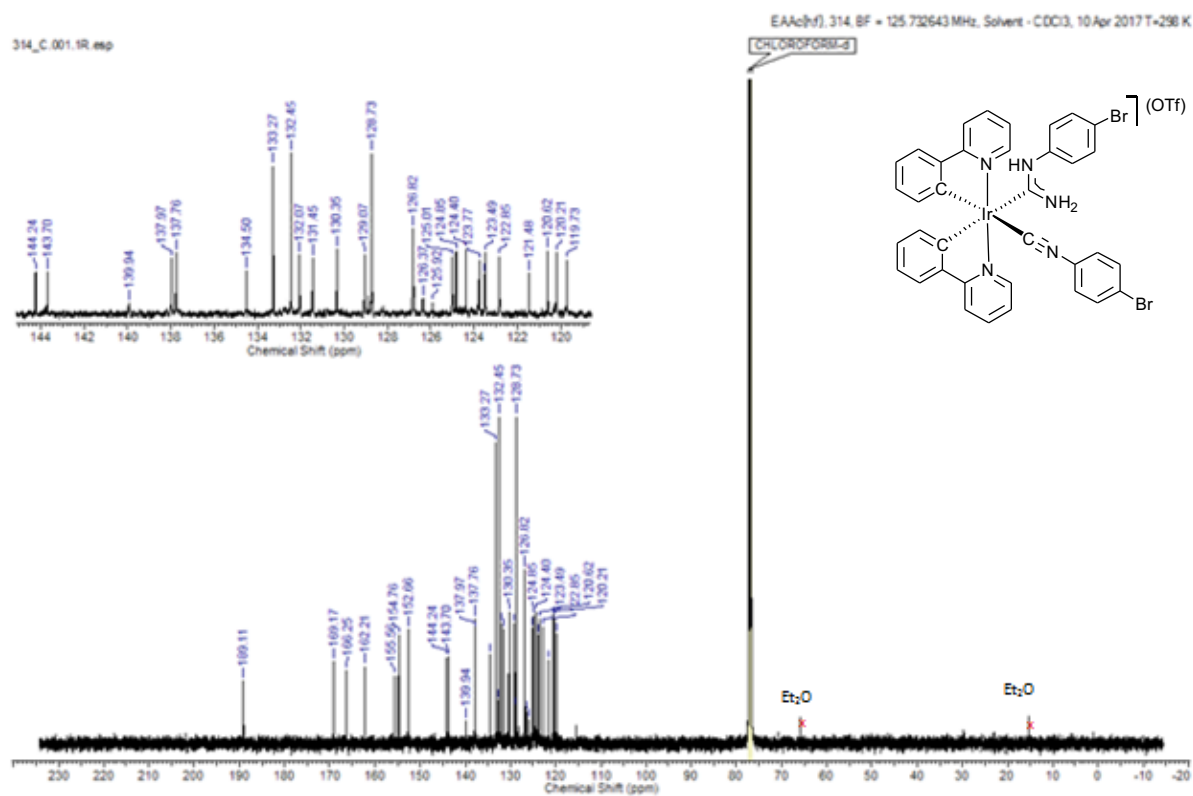 EAAc[hf], 314, BF = 125.732643 MHz, Solvent - CDCl3, 10 Apr 2017 T=298 K
314_C.001.1R.esp
CHLOROFORM-d
144.24
143.70
139.94
137.97
137.76
134.50
133.27
132.45
132.07
131.45
130.35
129.07
128.73
126.82
126.37
125.92
125.01
124.85
124.40
123.77
123.49
122.85
121.48
120.62
120.21
119.73
144 142 140 138 136 134 132 130 128 126 124 122 120
Chemical Shift (ppm)
(OTf)
Br
N
HN
C
NH2
Ir
C
C
N
N
Br
189.11
169.17
166.25
162.21
155.56
154.76
152.66
144.24
143.70
139.94
137.97
137.76
133.27
132.45
130.35
128.73
126.82
124.85
124.40
123.49
122.85
120.62
120.21
Et2O
Et2O
x
x
230 220 210 200 190 180 170 160 150 140 130 120 110 100 90 80 70 60 50 40 30 20 10 0 -10 -20
Chemical Shift (ppm)